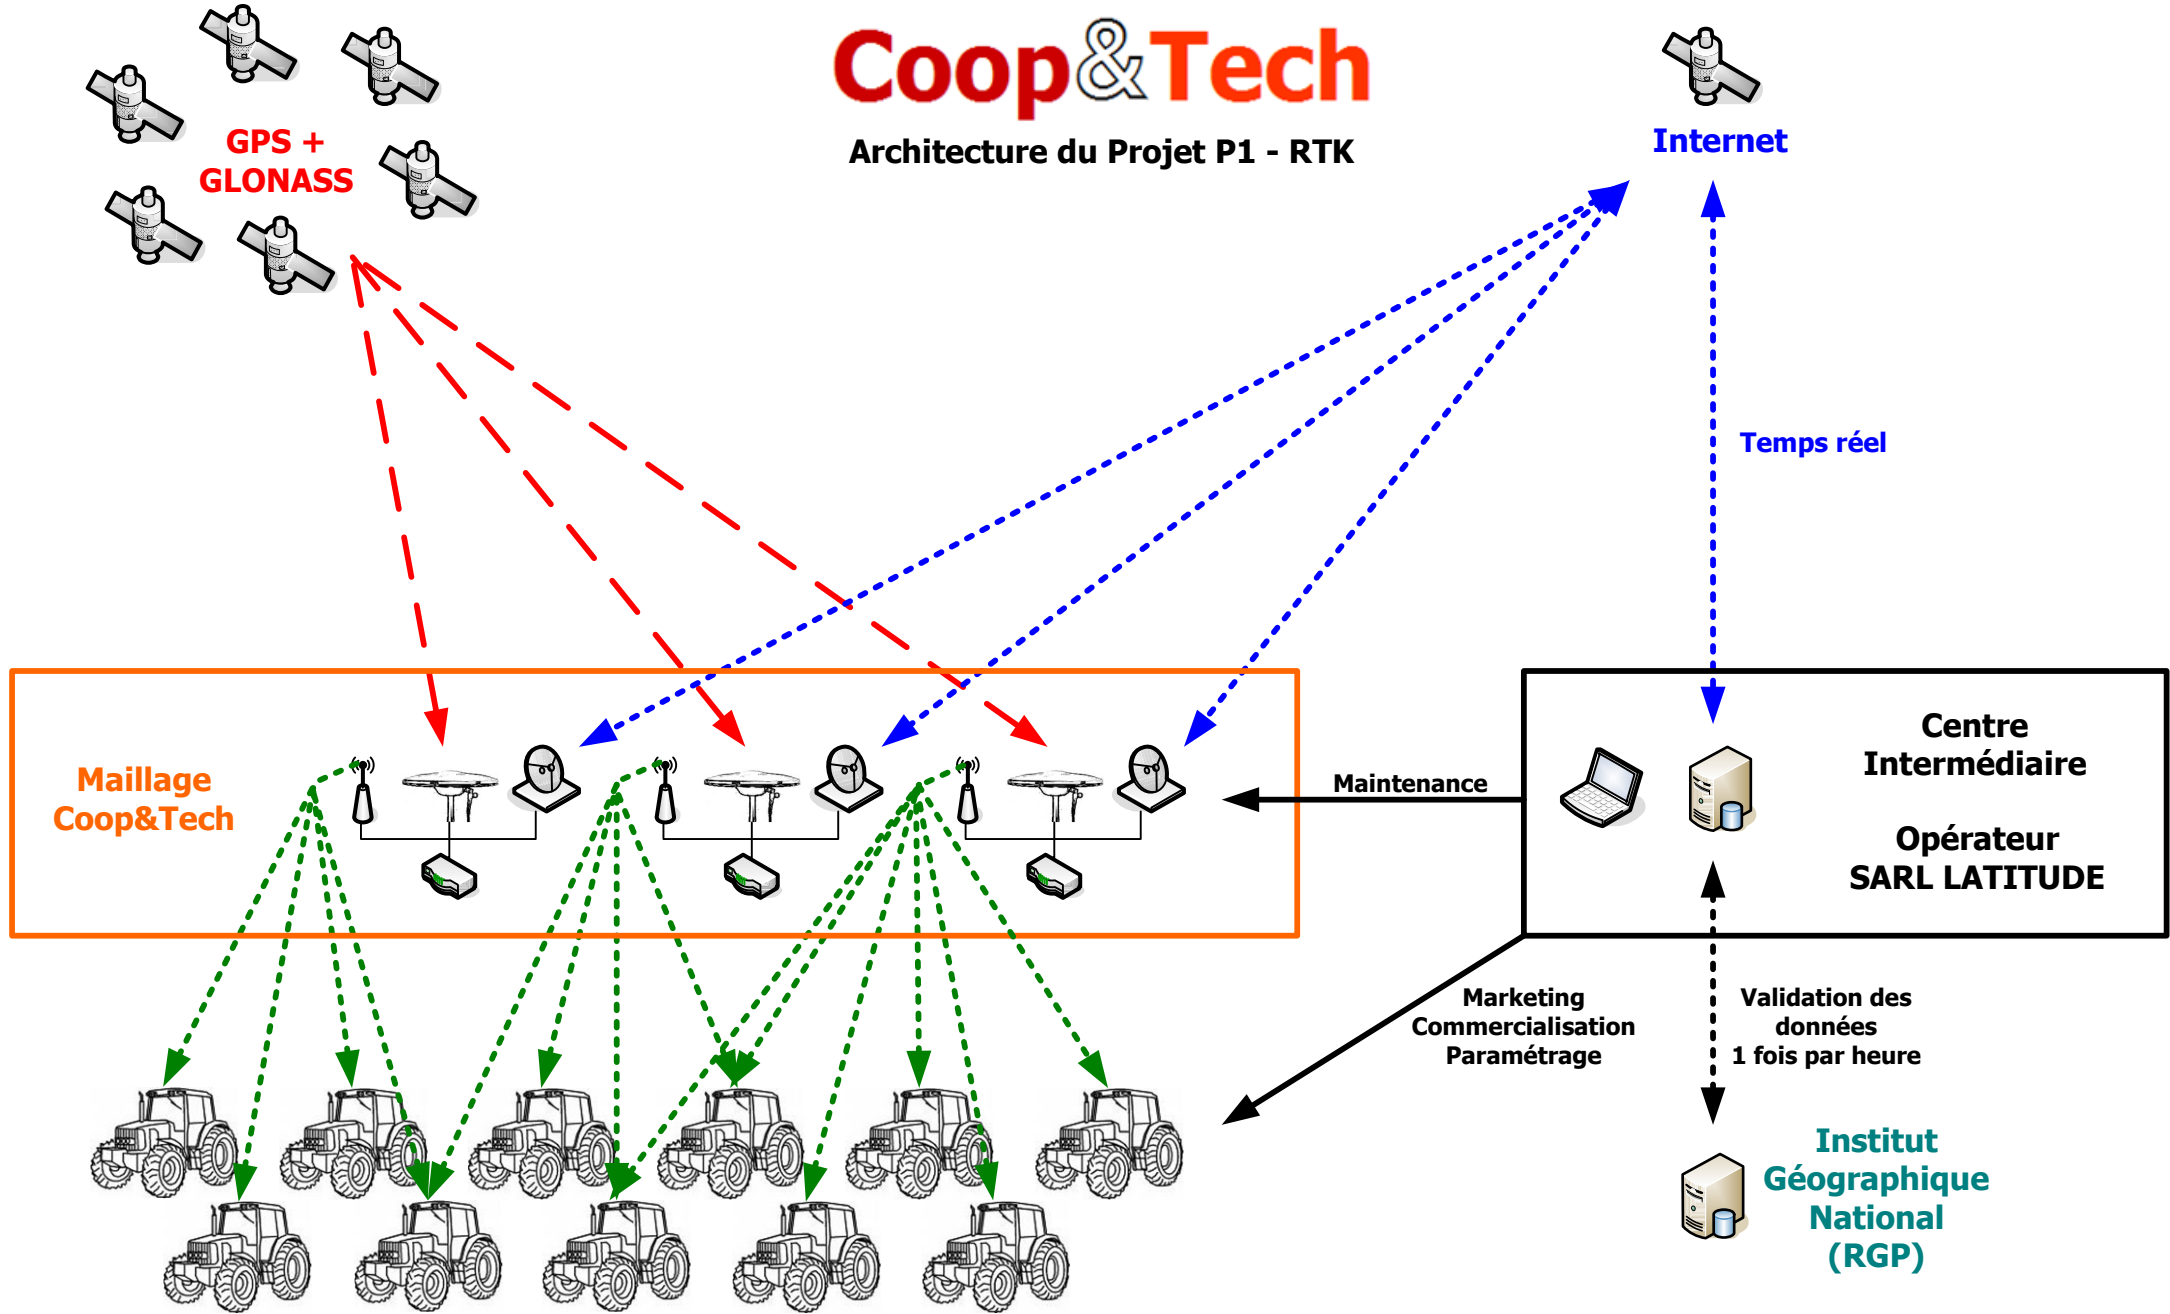 Coop&Tech
Architecture du Projet P1 - RTK
GPS +
GLONASS
Internet
Temps réel
Maillage
Coop&Tech
Maintenance
Centre
Intermédiaire
Opérateur
SARL LATITUDE
Marketing
Commercialisation
Paramétrage
Validation des
données
1 fois par heure
Institut
Géographique
National
(RGP)